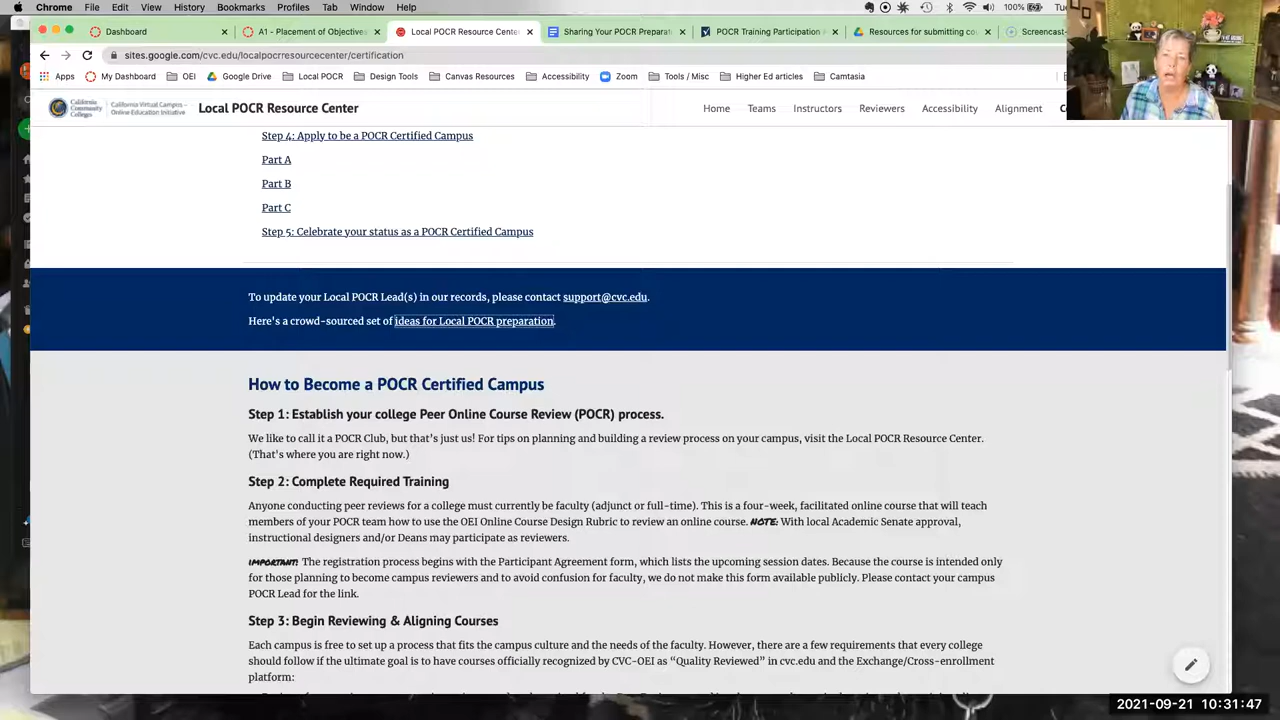 Chrome File Edit View History Bookmarks Profiles Tab Window Help 100%
Dashboard A1 - Placement of Objectives Local POCR Resource Center Sharing Your POCR Preparat POCR Training Participation A Resources for submitting co Screencast-
sites.google.com/cvc.edu/localpocrresourcecenter/certification
Apps My Dashboard OEI Google Drive Local POCR Design Tools Canvas Resources Accessibility Zoom Tools / Misc Higher Ed articles Camtasia
California Community Colleges California Virtual Campus – Online Education Initiative Local POCR Resource Center Home Teams Instructors Reviewers Accessibility Alignment
Step 4: Apply to be a POCR Certified Campus
Part A
Part B
Part C
Step 5: Celebrate your status as a POCR Certified Campus
To update your Local POCR Lead(s) in our records, please contact support@cvc.edu.
Here's a crowd-sourced set of ideas for Local POCR preparation.
How to Become a POCR Certified Campus
Step 1: Establish your college Peer Online Course Review (POCR) process.
We like to call it a POCR Club, but that's just us! For tips on planning and building a review process on your campus, visit the Local POCR Resource Center.
(That's where you are right now.)
Step 2: Complete Required Training
Anyone conducting peer reviews for a college must currently be faculty (adjunct or full-time). This is a four-week, facilitated online course that will teach
members of your POCR team how to use the OEI Online Course Design Rubric to review an online course. NOTE: With local Academic Senate approval,
instructional designers and/or Deans may participate as reviewers.
IMPORTANT! The registration process begins with the Participant Agreement form, which lists the upcoming session dates. Because the course is intended only
for those planning to become campus reviewers and to avoid confusion for faculty, we do not make this form available publicly. Please contact your campus
POCR Lead for the link.
Step 3: Begin Reviewing & Aligning Courses
Each campus is free to set up a process that fits the campus culture and the needs of the faculty. However, there are a few requirements that every college
should follow if the ultimate goal is to have courses officially recognized by CVC-OEI as “Quality Reviewed” in cvc.edu and the Exchange/Cross-enrollment
platform:
2021-09-21 10:31:47